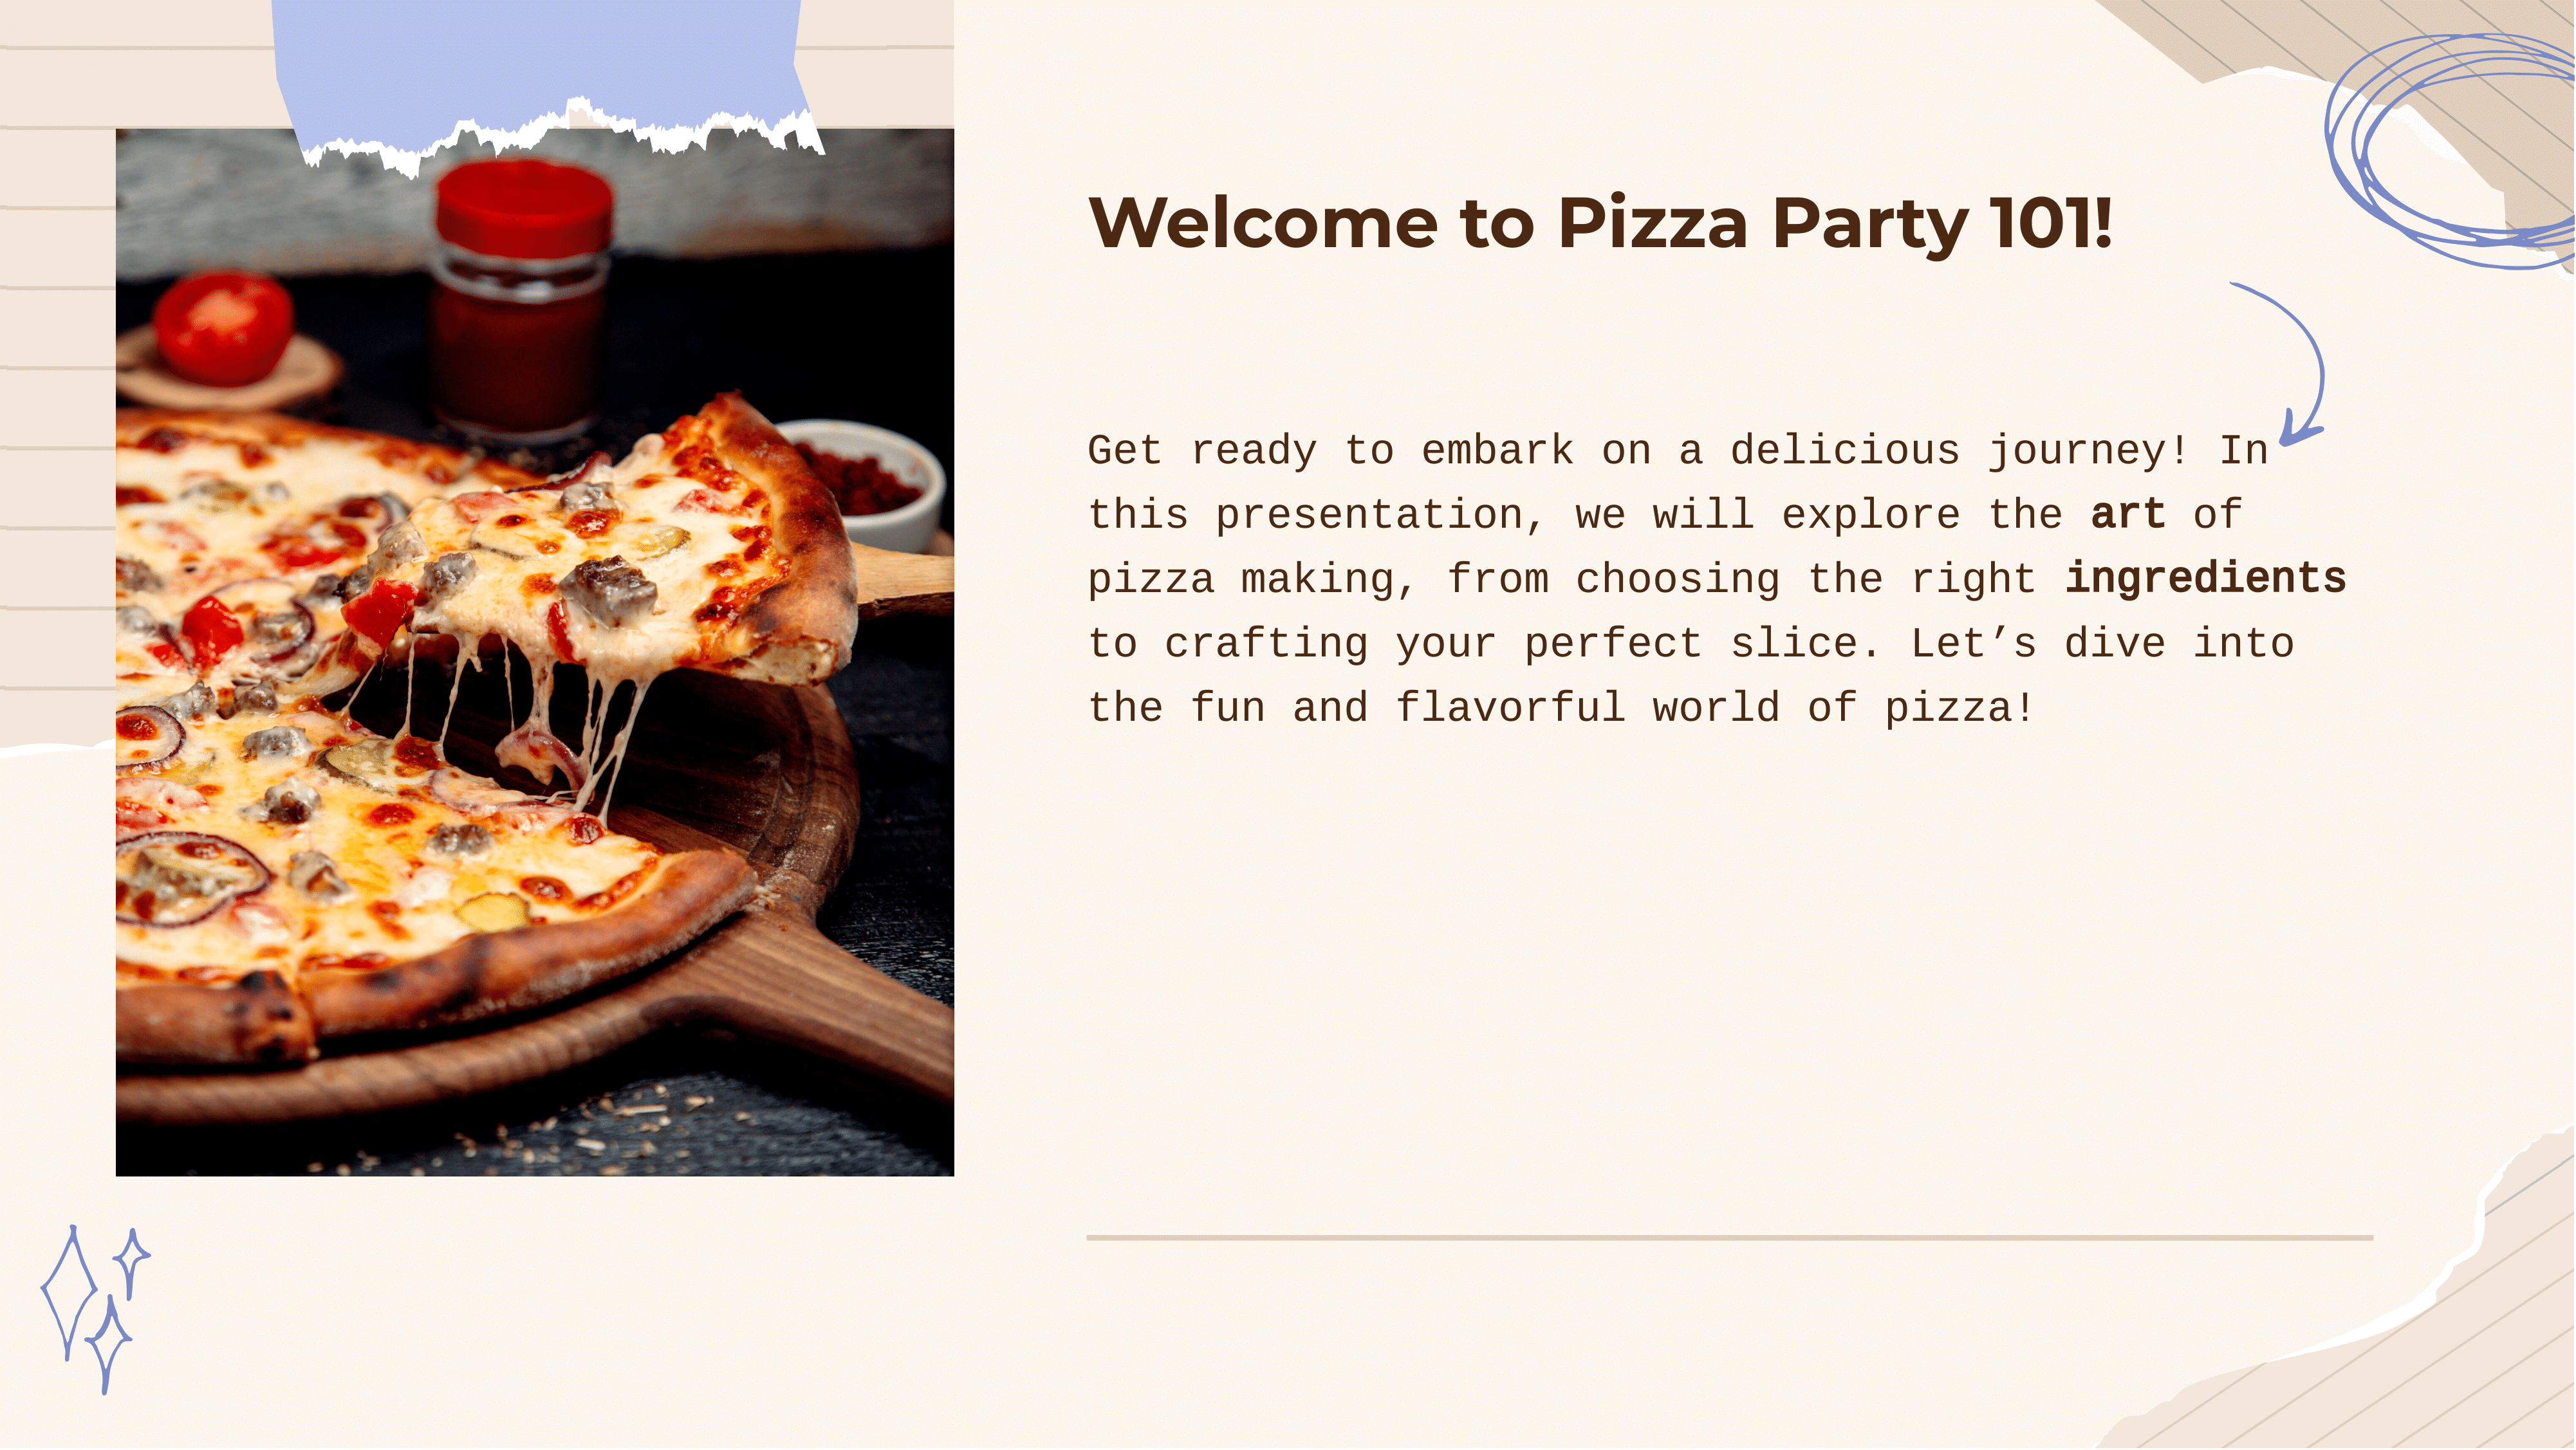 Welcome to Pizza Party 101!
Get ready to embark on a delicious journey! In
this presentation, we will explore the art of
pizza making, from choosing the right ingredients
to crafting your perfect slice. Let’s dive into
the fun and flavorful world of pizza!